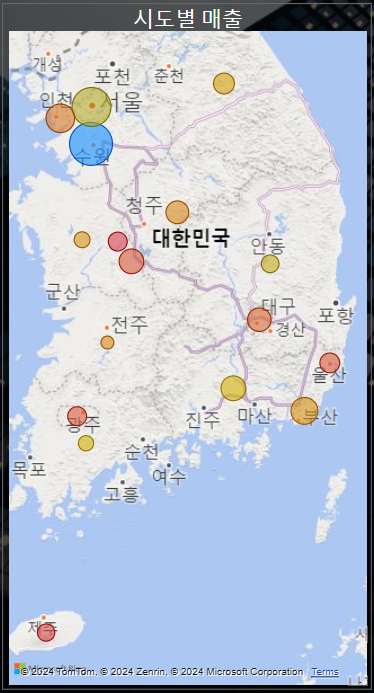 시도별 매출
개성
포천
춘천
인천
서울
수원
청주
대한민국
안동
군산
대구
포항
전주
경산
울산
광주
진주
마산
부산
순천
목포
여수
고흥
제주
© 2024 TomTom, © 2024 Zenrin, © 2024 Microsoft Corporation Terms